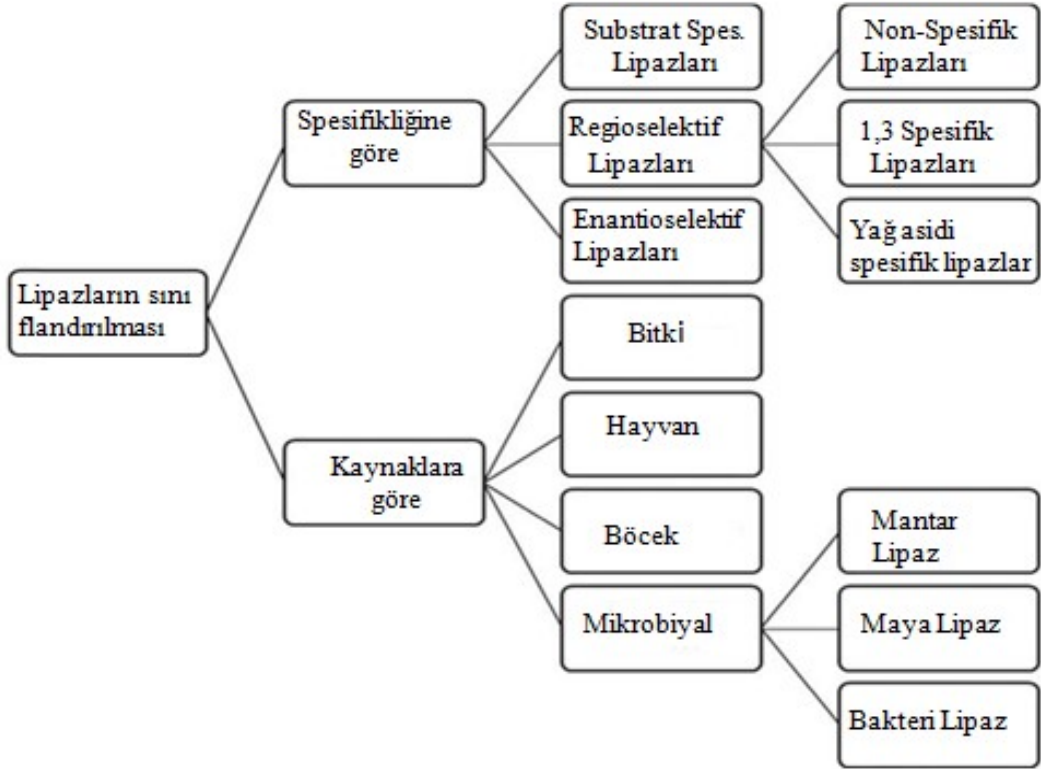 Lipazların sını
flandırılması
Spesifikliğine
göre
Substrat Spes.
Lipazları
Regioselektif
Lipazları
Enantioselektif
Lipazları
Non-Spesifik
Lipazları
1,3 Spesifik
Lipazları
Yağ asidi
spesifik lipazlar
Kaynaklara
göre
Bitki
Hayvan
Böcek
Mikrobiyal
Mantar
Lipaz
Maya Lipaz
Bakteri Lipaz